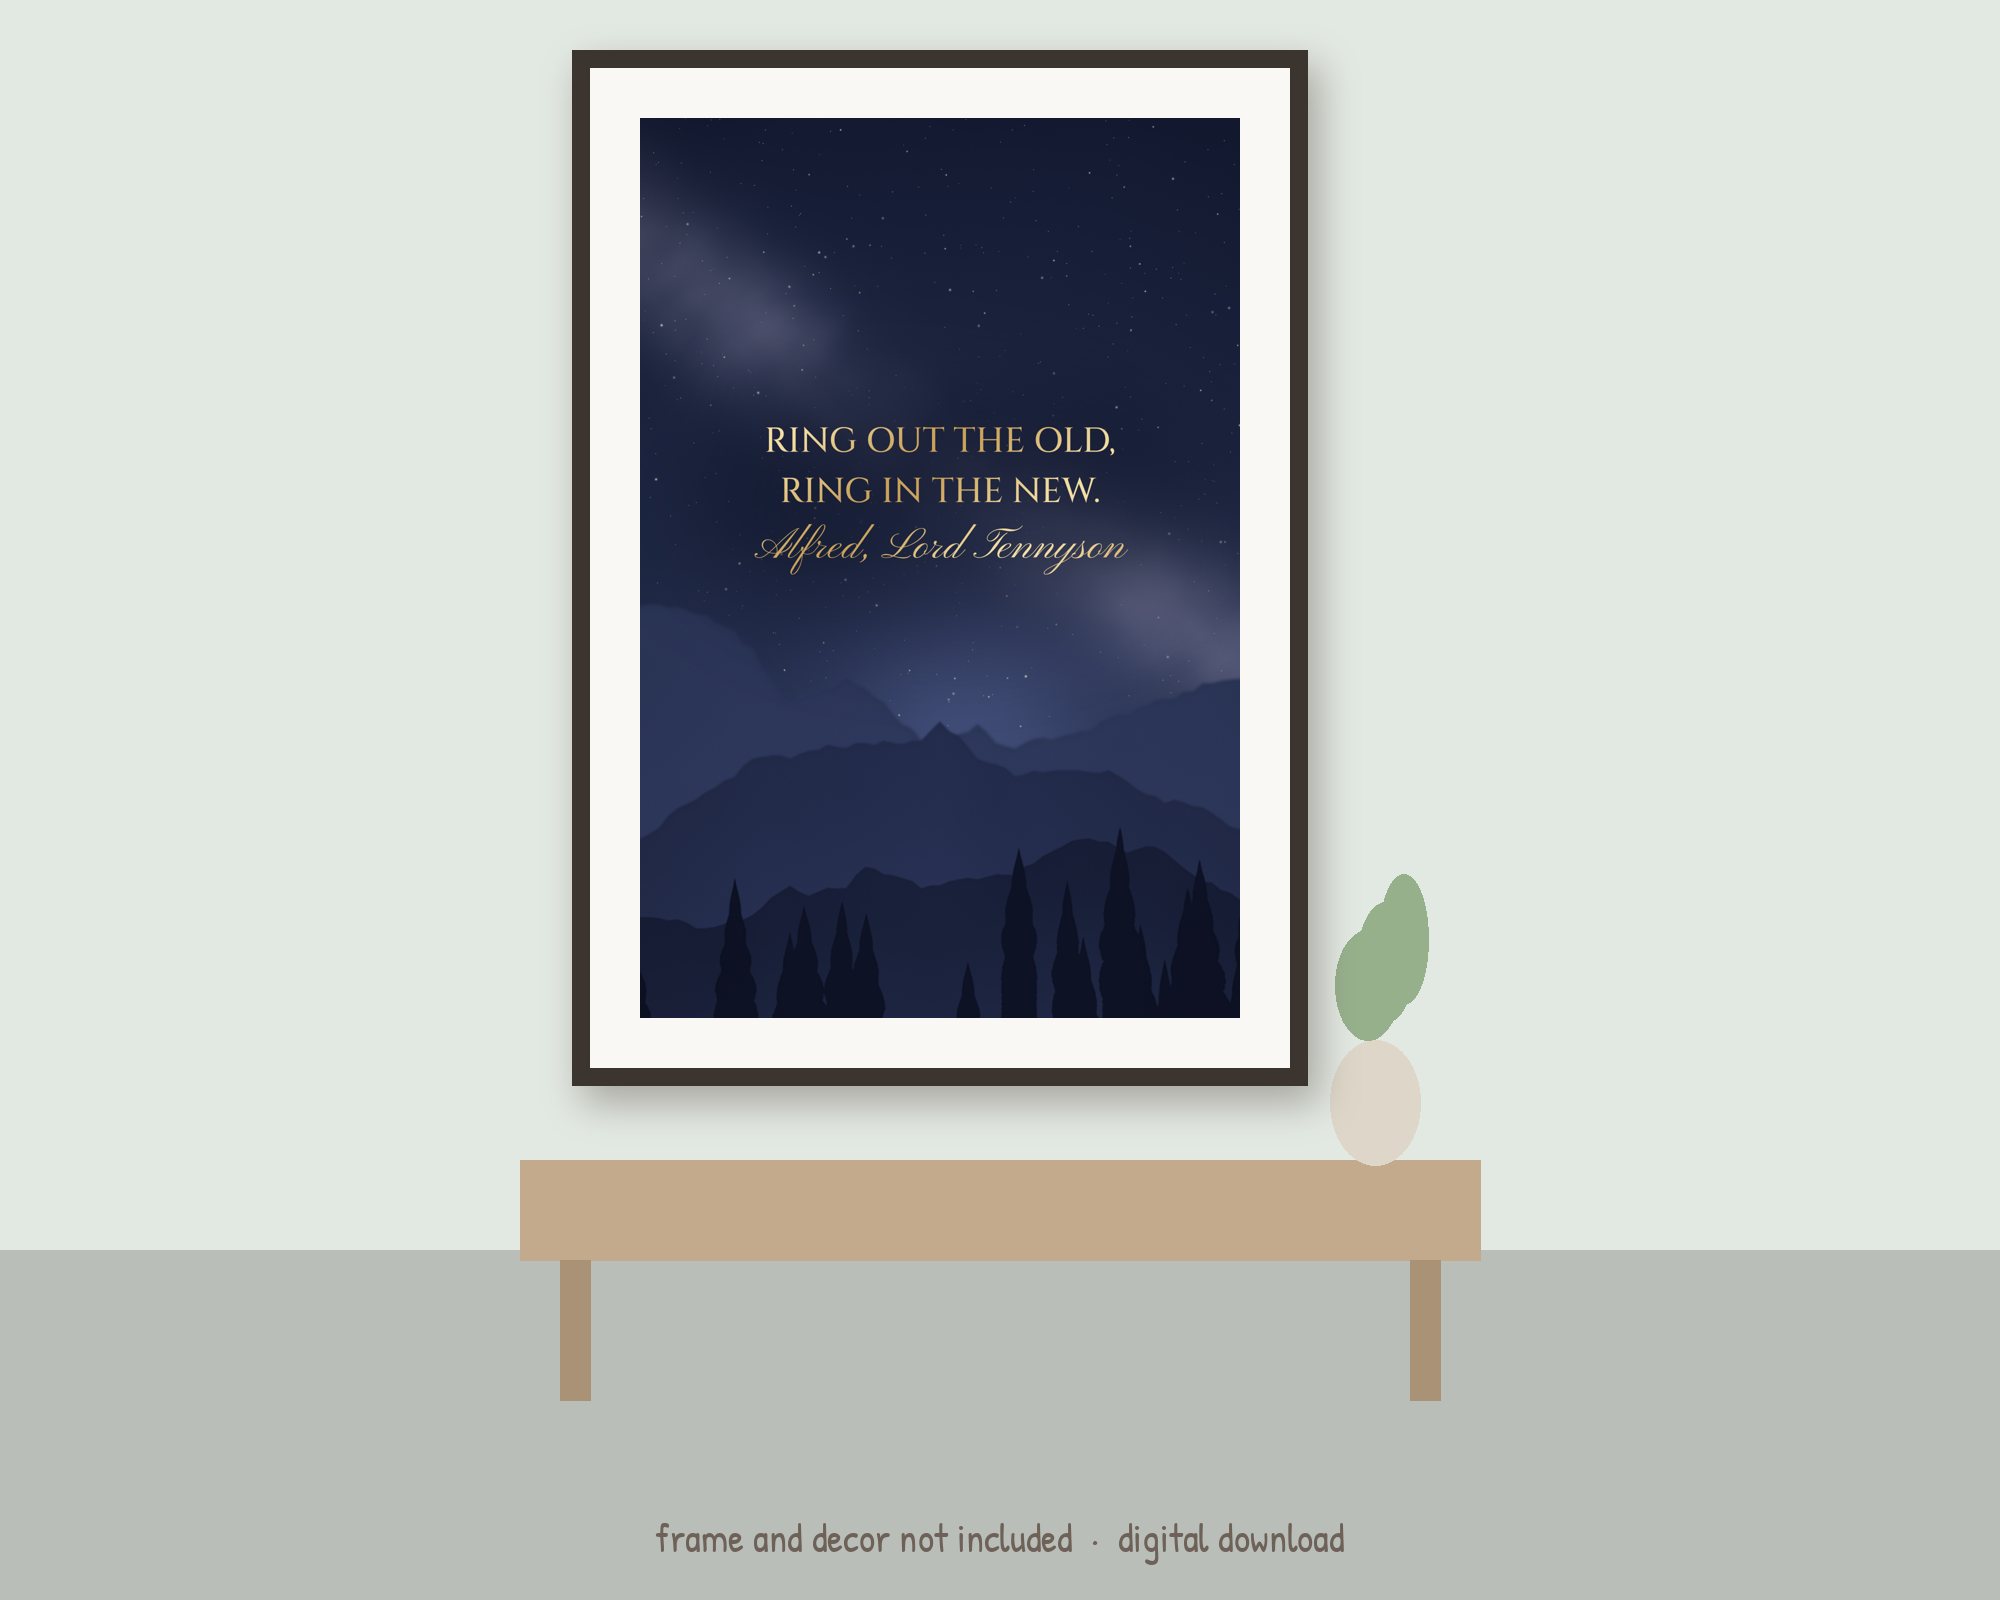 RING OUT THE OLD,
RING IN THE NEW.
Alfred, Lord Tennyson
frame and decor not included · digital download